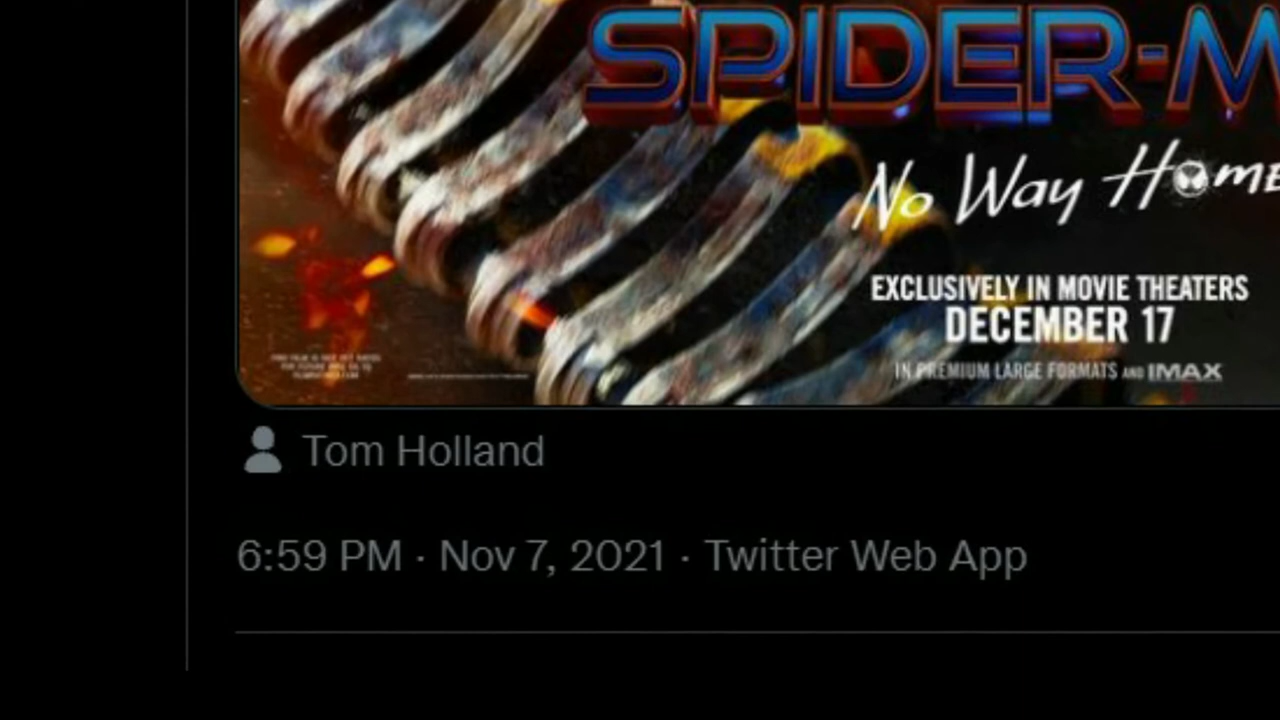 SPIDER-M
No Way Home
EXCLUSIVELY IN MOVIE THEATERS
DECEMBER 17
IN PREMIUM LARGE FORMATS AND IMAX
Tom Holland
6:59 PM · Nov 7, 2021 · Twitter Web App